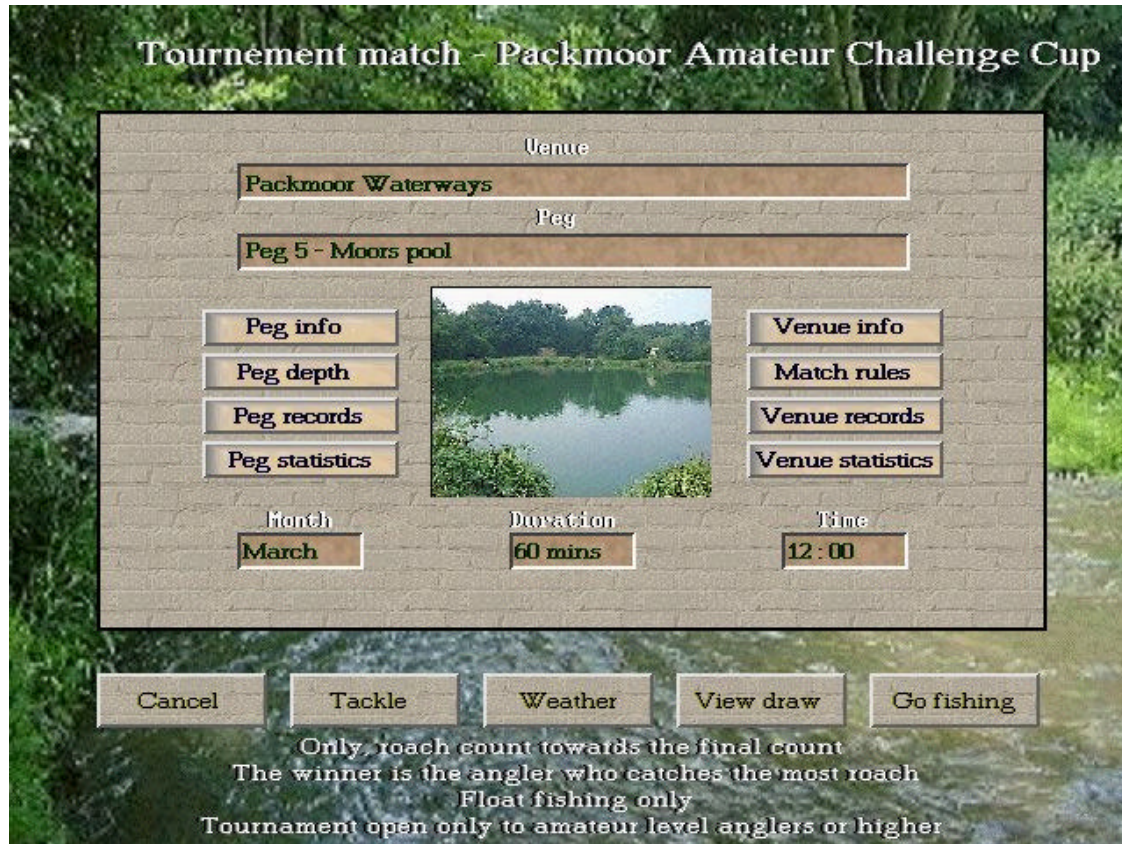 Tournement match - Packmoor Amateur Challenge Cup
Venue
Packmoor Waterways
Peg
Peg 5 - Moors pool
Peg info
Venue info
Peg depth
Match rules
Peg records
Venue records
Peg statistics
Venue statistics
Month
Duration
Time
March
60 mins
12 : 00
Cancel
Tackle
Weather
View draw
Go fishing
Only, roach count towards the final count
The winner is the angler who catches the most roach
Float fishing only
Tournament open only to amateur level anglers or higher